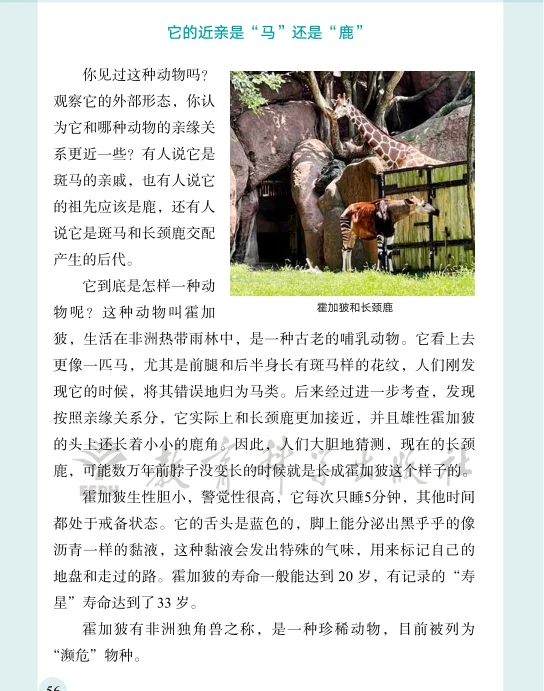 它的近亲是“马”还是“鹿”
你见过这种动物吗?
观察它的外部形态，你认
为它和哪种动物的亲缘关
系更近一些? 有人说它是
斑马的亲戚，也有人说它
的祖先应该是鹿，还有人
说它是斑马和长颈鹿交配
产生的后代。
霍加狓和长颈鹿
它到底是怎样一种动
物呢? 这种动物叫霍加
狓，生活在非洲热带雨林中，是一种古老的哺乳动物。它看上去
更像一匹马，尤其是前腿和后半身长有斑马样的花纹，人们刚发
现它的时候，将其错误地归为马类。后来经过进一步考查，发现
按照亲缘关系分，它实际上和长颈鹿更加接近，并且雄性霍加狓
的头上还长着小小的鹿角。因此，人们大胆地猜测，现在的长颈
鹿，可能数万年前脖子没变长的时候就是长成霍加狓这个样子的。
霍加狓生性胆小，警觉性很高，它每次只睡5分钟，其他时间
都处于戒备状态。它的舌头是蓝色的，脚上能分泌出黑乎乎的像
沥青一样的黏液，这种黏液会发出特殊的气味，用来标记自己的
地盘和走过的路。霍加狓的寿命一般能达到 20 岁，有记录的“寿
星”寿命达到了 33 岁。
霍加狓有非洲独角兽之称，是一种珍稀动物，目前被列为
“濒危”物种。
教育科学出版社
ESPH
56